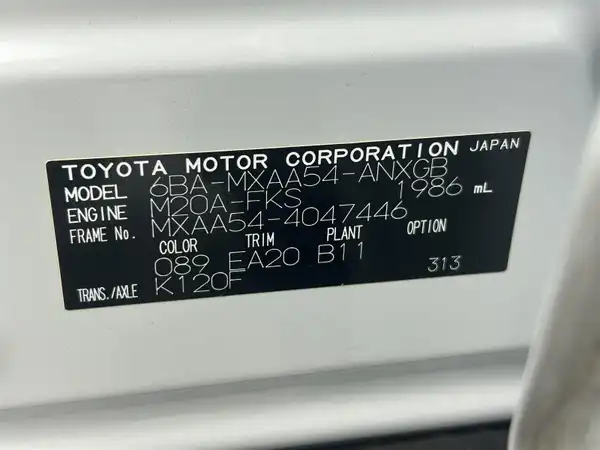 TOYOTA MOTOR CORPORATION JAPAN
MODEL 6BA-MXAA54-ANXGB
ENGINE M20A-FKS 1986 mL
FRAME No. MXAA54-4047446
COLOR TRIM PLANT OPTION
089 EA20 B11 313
TRANS./AXLE K120F